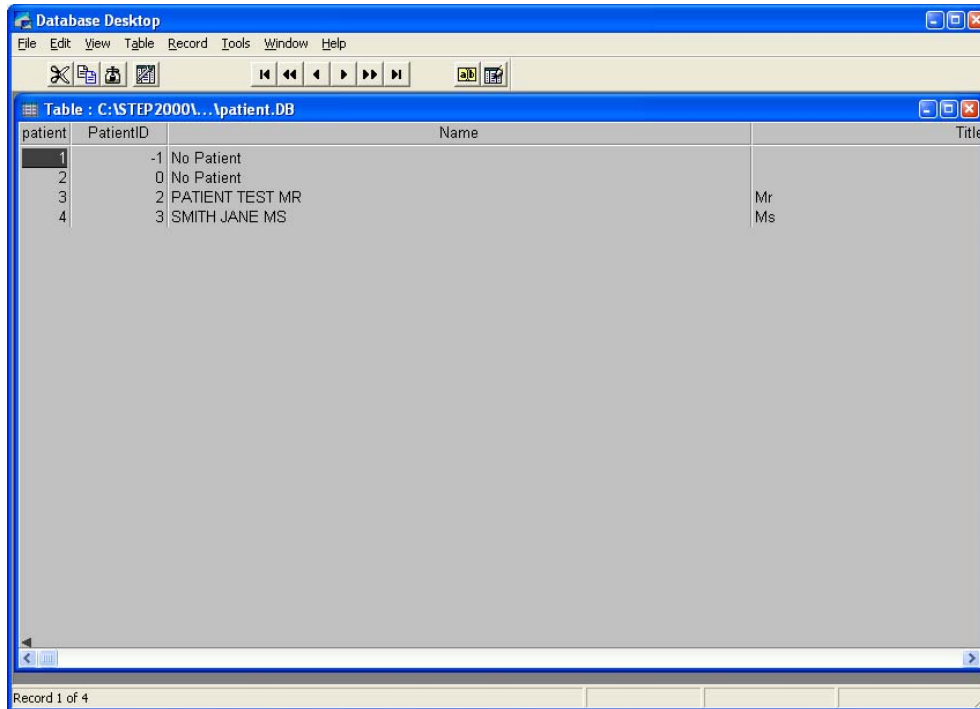 Database Desktop
File Edit View Table Record Tools Window Help
Table : C:\STEP2000\...\patient.DB
patient PatientID Name Title
1 -1 No Patient
2 0 No Patient
3 2 PATIENT TEST MR Mr
4 3 SMITH JANE MS Ms
Record 1 of 4